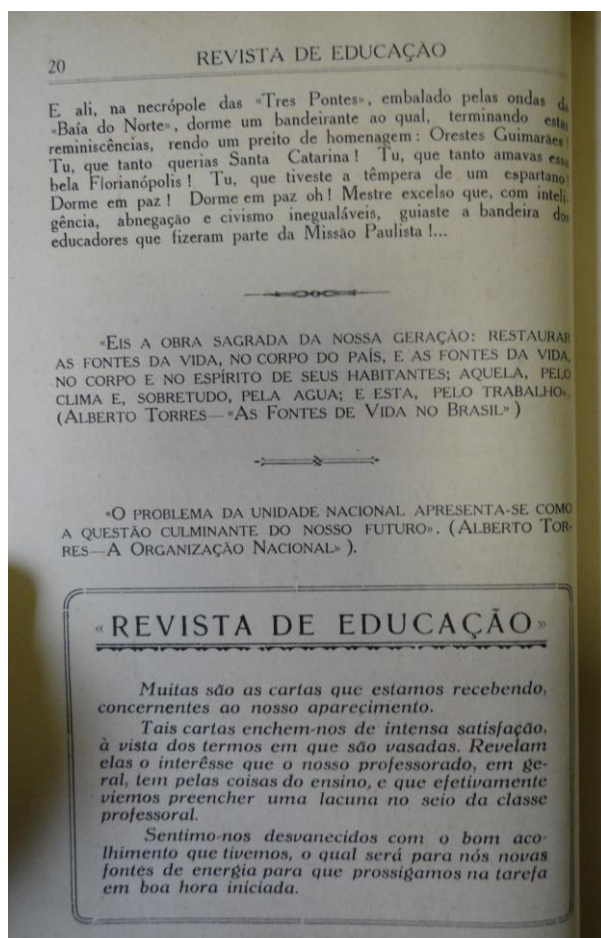 20
REVISTA DE EDUCAÇÃO
E ali, na necrópole das «Tres Pontes», embalado pelas ondas da
«Baía do Norte», dorme um bandeirante ao qual, terminando estas
reminiscências, rendo um preito de homenagem: Orestes Guimarães!
Tu, que tanto querias Santa Catarina! Tu, que tanto amavas essa
bela Florianópolis! Tu, que tiveste a têmpera de um espartano!
Dorme em paz! Dorme em paz oh! Mestre excelso que, com inteli-
gência, abnegação e civismo inegualáveis, guiaste a bandeira dos
educadores que fizeram parte da Missão Paulista!...
«EIS A OBRA SAGRADA DA NOSSA GERAÇÃO: RESTAURAR
AS FONTES DA VIDA, NO CORPO DO PAÍS, E AS FONTES DA VIDA,
NO CORPO E NO ESPÍRITO DE SEUS HABITANTES; AQUELA, PELO
CLIMA E, SOBRETUDO, PELA AGUA; E ESTA, PELO TRABALHO».
(ALBERTO TORRES—«AS FONTES DE VIDA NO BRASIL»)
«O PROBLEMA DA UNIDADE NACIONAL APRESENTA-SE COMO
A QUESTÃO CULMINANTE DO NOSSO FUTURO». (ALBERTO TOR-
RES—A ORGANIZAÇÃO NACIONAL»).
«REVISTA DE EDUCAÇÃO»
Muitas são as cartas que estamos recebendo,
concernentes ao nosso aparecimento.
Tais cartas enchem-nos de intensa satisfação,
à vista dos termos em que são vasadas. Revelam
elas o interêsse que o nosso professorado, em ge-
ral, tem pelas coisas do ensino, e que efetivamente
viemos preencher uma lacuna no seio da classe
professoral.
Sentimo-nos desvanecidos com o bom aco-
lhimento que tivemos, o qual será para nós novas
fontes de energia para que prossigamos na tarefa
em boa hora iniciada.